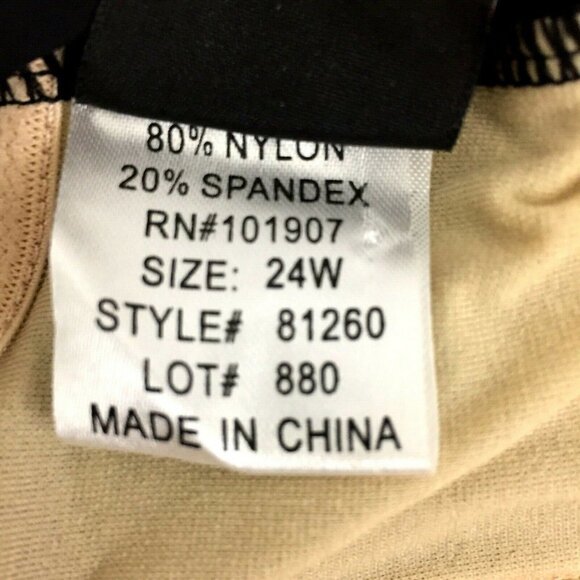 80% NYLON
20% SPANDEX
RN#101907
SIZE: 24W
STYLE# 81260
LOT# 880
MADE IN CHINA